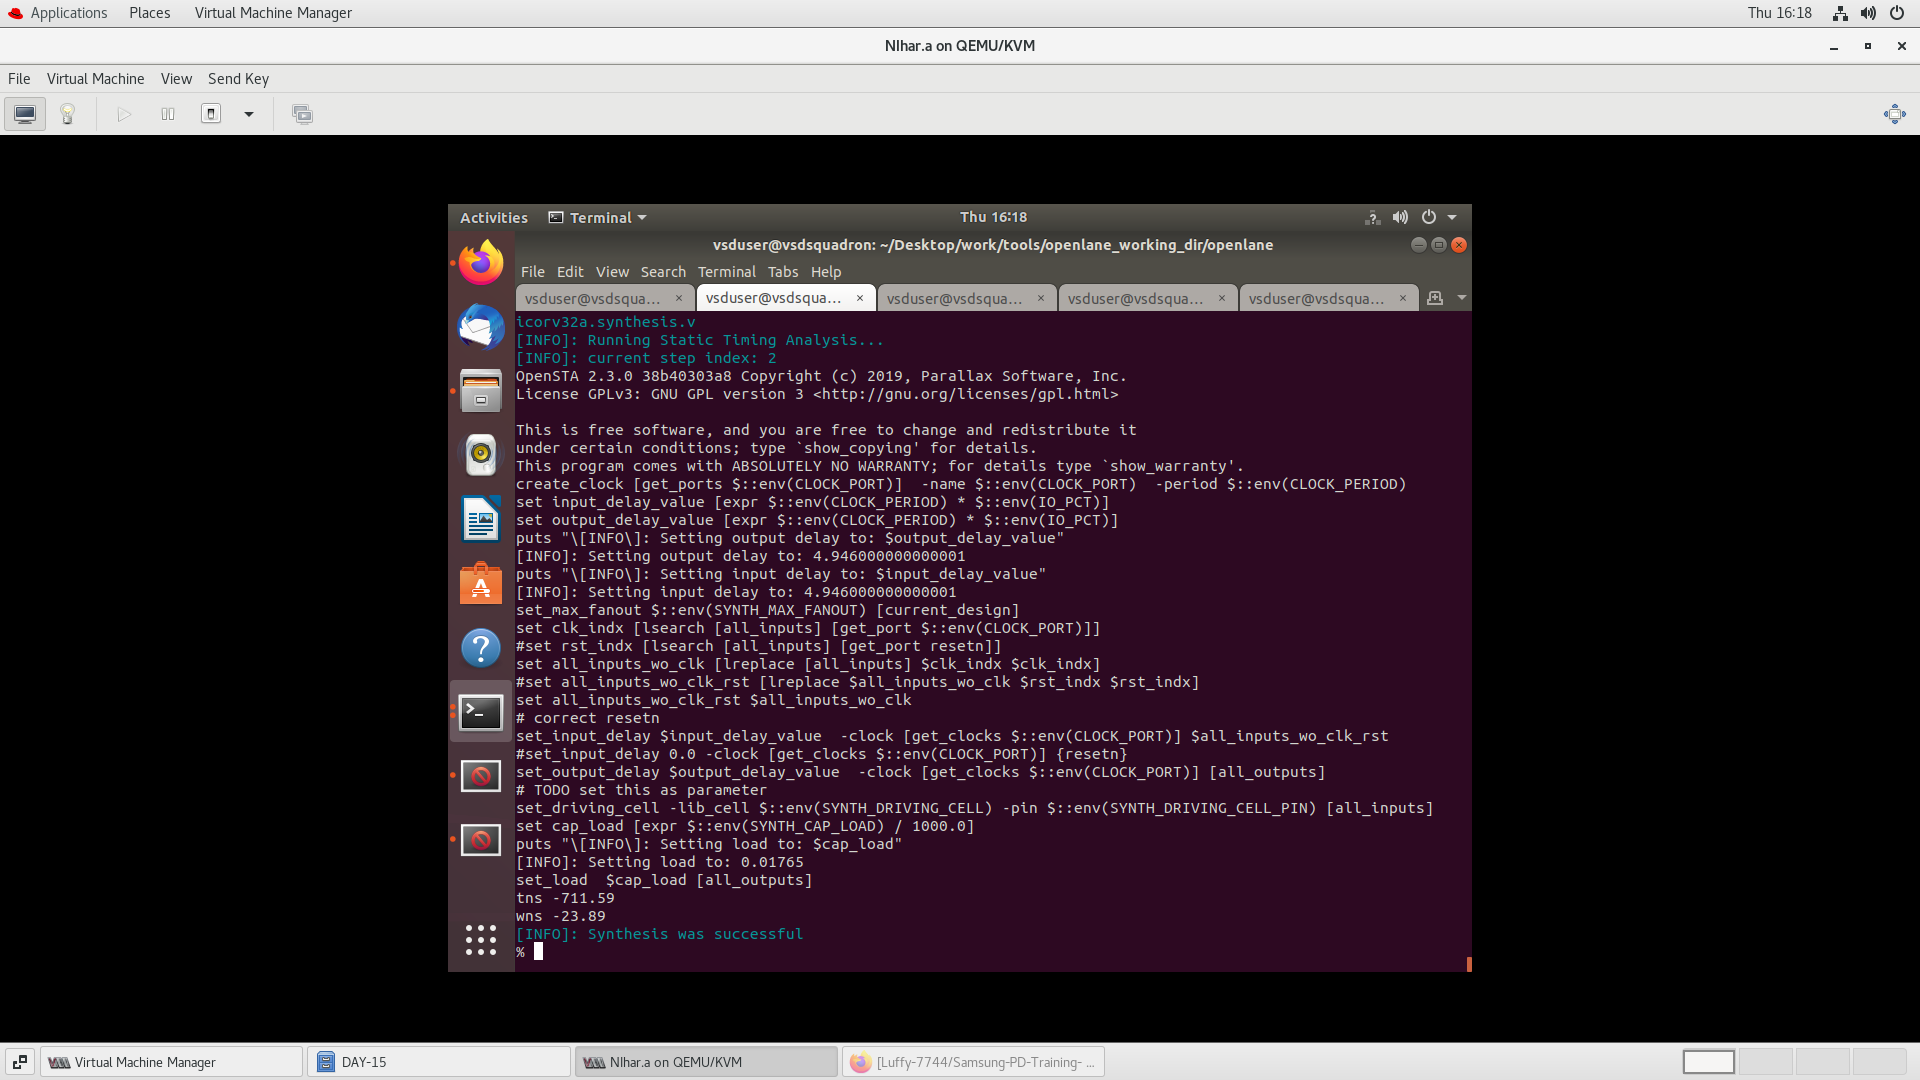 Applications Places Virtual Machine Manager Thu 16:18
NIhar.a on QEMU/KVM
File Virtual Machine View Send Key
Activities Terminal Thu 16:18
vsduser@vsdsquadron: ~/Desktop/work/tools/openlane_working_dir/openlane
File Edit View Search Terminal Tabs Help
vsduser@vsdsqua... × vsduser@vsdsqua... × vsduser@vsdsqua... × vsduser@vsdsqua... × vsduser@vsdsqua... ×
icorv32a.synthesis.v
[INFO]: Running Static Timing Analysis...
[INFO]: current step index: 2
OpenSTA 2.3.0 38b40303a8 Copyright (c) 2019, Parallax Software, Inc.
License GPLv3: GNU GPL version 3 <http://gnu.org/licenses/gpl.html>
This is free software, and you are free to change and redistribute it
under certain conditions; type `show_copying' for details.
This program comes with ABSOLUTELY NO WARRANTY; for details type `show_warranty'.
create_clock [get_ports $::env(CLOCK_PORT)]  -name $::env(CLOCK_PORT)  -period $::env(CLOCK_PERIOD)
set input_delay_value [expr $::env(CLOCK_PERIOD) * $::env(IO_PCT)]
set output_delay_value [expr $::env(CLOCK_PERIOD) * $::env(IO_PCT)]
puts "\[INFO\]: Setting output delay to: $output_delay_value"
[INFO]: Setting output delay to: 4.946000000000001
puts "\[INFO\]: Setting input delay to: $input_delay_value"
[INFO]: Setting input delay to: 4.946000000000001
set_max_fanout $::env(SYNTH_MAX_FANOUT) [current_design]
set clk_indx [lsearch [all_inputs] [get_port $::env(CLOCK_PORT)]]
#set rst_indx [lsearch [all_inputs] [get_port resetn]]
set all_inputs_wo_clk [lreplace [all_inputs] $clk_indx $clk_indx]
#set all_inputs_wo_clk_rst [lreplace $all_inputs_wo_clk $rst_indx $rst_indx]
set all_inputs_wo_clk_rst $all_inputs_wo_clk
# correct resetn
set_input_delay $input_delay_value  -clock [get_clocks $::env(CLOCK_PORT)] $all_inputs_wo_clk_rst
#set_input_delay 0.0 -clock [get_clocks $::env(CLOCK_PORT)] {resetn}
set_output_delay $output_delay_value  -clock [get_clocks $::env(CLOCK_PORT)] [all_outputs]
# TODO set this as parameter
set_driving_cell -lib_cell $::env(SYNTH_DRIVING_CELL) -pin $::env(SYNTH_DRIVING_CELL_PIN) [all_inputs]
set cap_load [expr $::env(SYNTH_CAP_LOAD) / 1000.0]
puts "\[INFO\]: Setting load to: $cap_load"
[INFO]: Setting load to: 0.01765
set_load  $cap_load [all_outputs]
tns -711.59
wns -23.89
[INFO]: Synthesis was successful
%
Virtual Machine Manager DAY-15 NIhar.a on QEMU/KVM [Luffy-7744/Samsung-PD-Training- ...